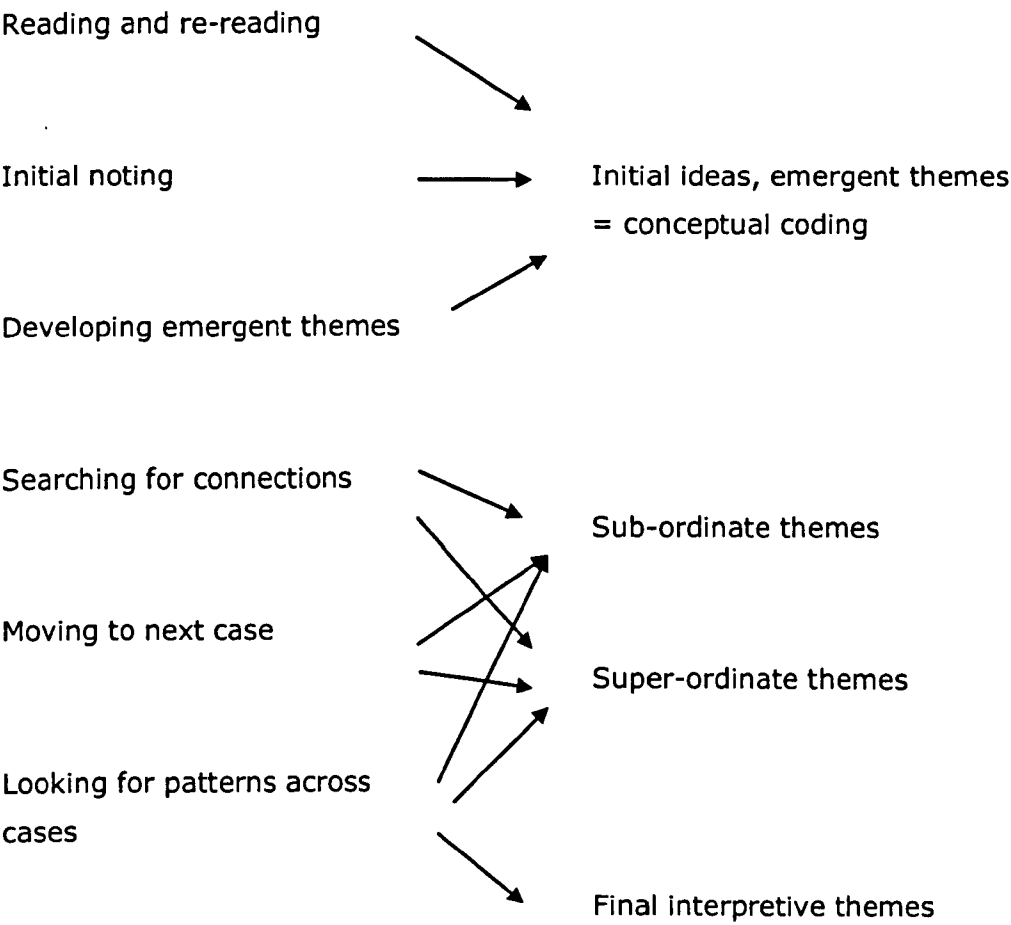 Reading and re-reading
Initial noting
Initial ideas, emergent themes
= conceptual coding
Developing emergent themes
Searching for connections
Sub-ordinate themes
Moving to next case
Super-ordinate themes
Looking for patterns across
cases
Final interpretive themes